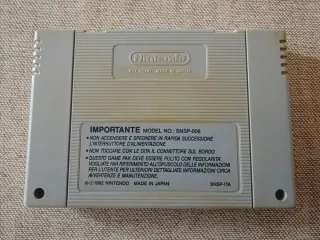 Nintendo
IMPORTANTE MODEL NO.: SNSP-006
• NON ACCENDERE E SPEGNERE IN RAPIDA SUCCESSIONE
L'INTERRUTTORE D'ALIMENTAZIONE.
• NON TOCCARE CON LE DITA IL CONNETTORE SUL BORDO.
• QUESTO GAME PAK DEVE ESSERE PULITO CON REGOLARITÀ.
VOGLIATE FAR RIFERIMENTO ALL'OPUSCOLO DELLE INFORMAZIONI
PER L'UTENTE PER ULTERIORI DETTAGLIATE INFORMAZIONI CIRCA
AVVERTENZE E MANUTENZIONE.
©1992 NINTENDO MADE IN JAPAN SNSP-ITA